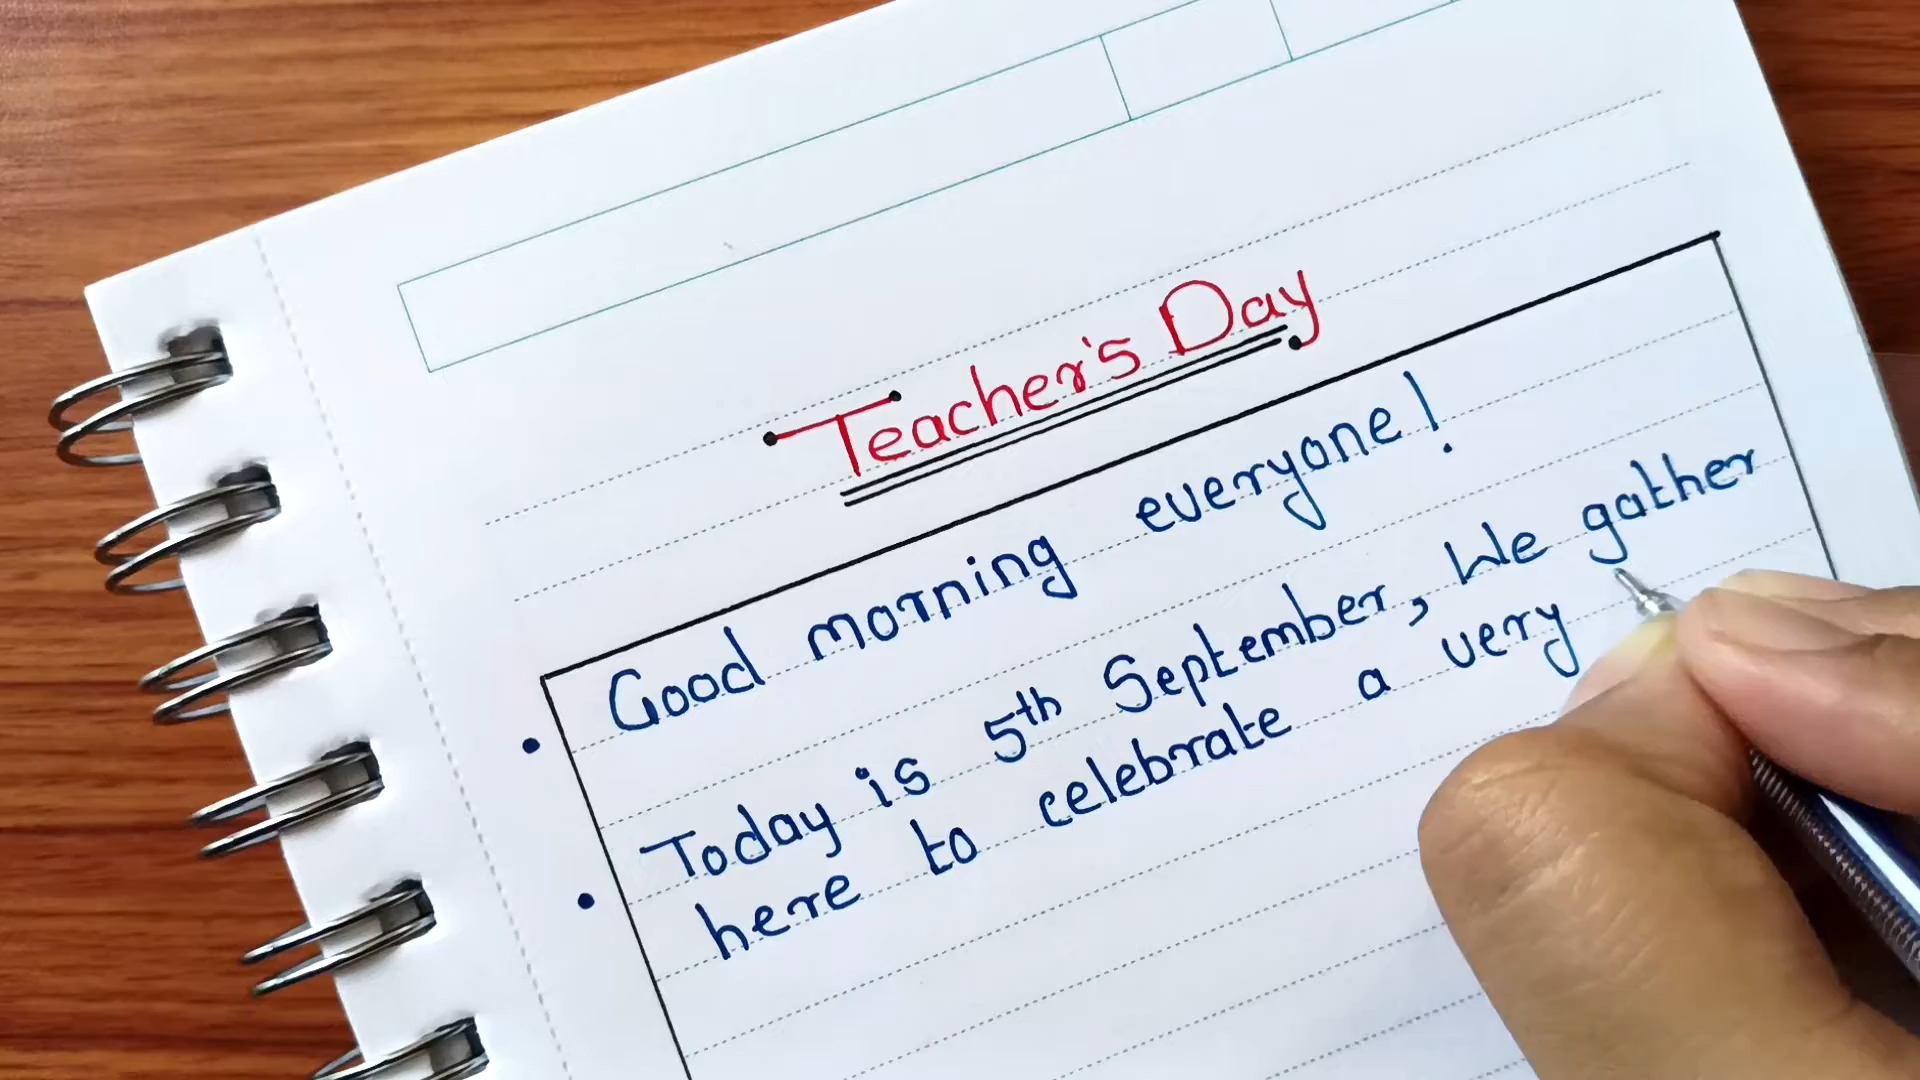 Teacher's Day
• Good morning everyone!
• Today is 5th September, We gather
here to celebrate a very